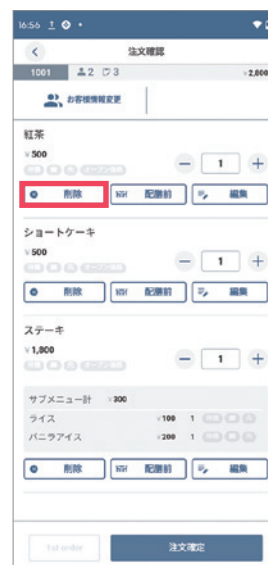 16:56
注文確認
1001 2 3 ¥2,800
お客様情報変更
紅茶
¥500
1
削除 配膳前 編集
ショートケーキ
¥500
1
削除 配膳前 編集
ステーキ
¥1,800
1
サブメニュー計 ¥300
ライス ¥100 1
バニラアイス ¥200 1
削除 配膳前 編集
1st order 注文確定